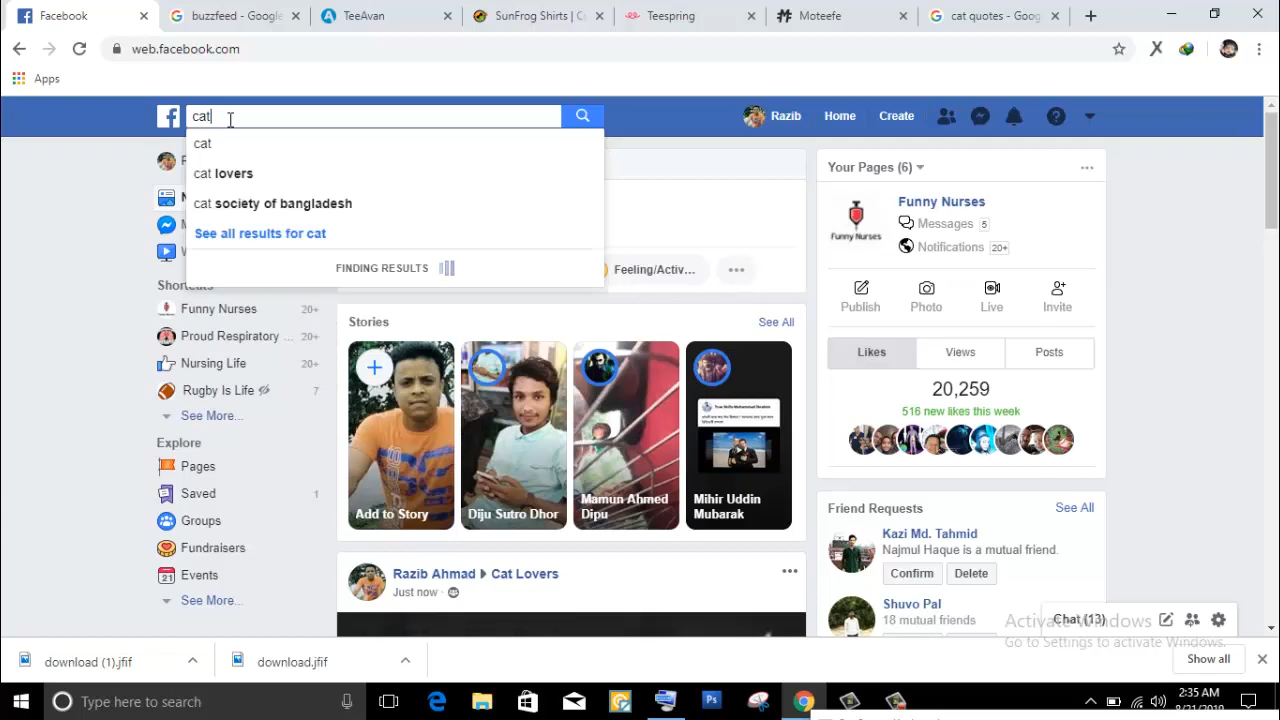 Facebook
buzzfeed - Google
TeeAvan
SunFrog Shirts | C
Teespring
Moteefe
cat quotes - Goog
web.facebook.com
Apps
cat
Razib
Home
Create
cat
cat lovers
cat society of bangladesh
See all results for cat
FINDING RESULTS
Feeling/Activ...
Shortcuts
Funny Nurses 20+
Proud Respiratory ... 20+
Nursing Life 20+
Rugby Is Life 7
See More...
Explore
Pages
Saved 1
Groups
Fundraisers
Events
See More...
Stories
See All
Add to Story
Diju Sutro Dhor
Mamun Ahmed
Dipu
Mihir Uddin
Mubarak
Razib Ahmad Cat Lovers
Just now ·
Your Pages (6)
Funny Nurses
Funny Nurses
Messages 5
Notifications 20+
Publish
Photo
Live
Invite
Likes
Views
Posts
20,259
516 new likes this week
Friend Requests
See All
Kazi Md. Tahmid
Najmul Haque is a mutual friend.
Confirm
Delete
Shuvo Pal
18 mutual friends
Chat (13)
Activate Windows
Go to Settings to activate Windows.
download (1).jfif
download.jfif
Show all
Type here to search
2:35 AM
8/21/2019